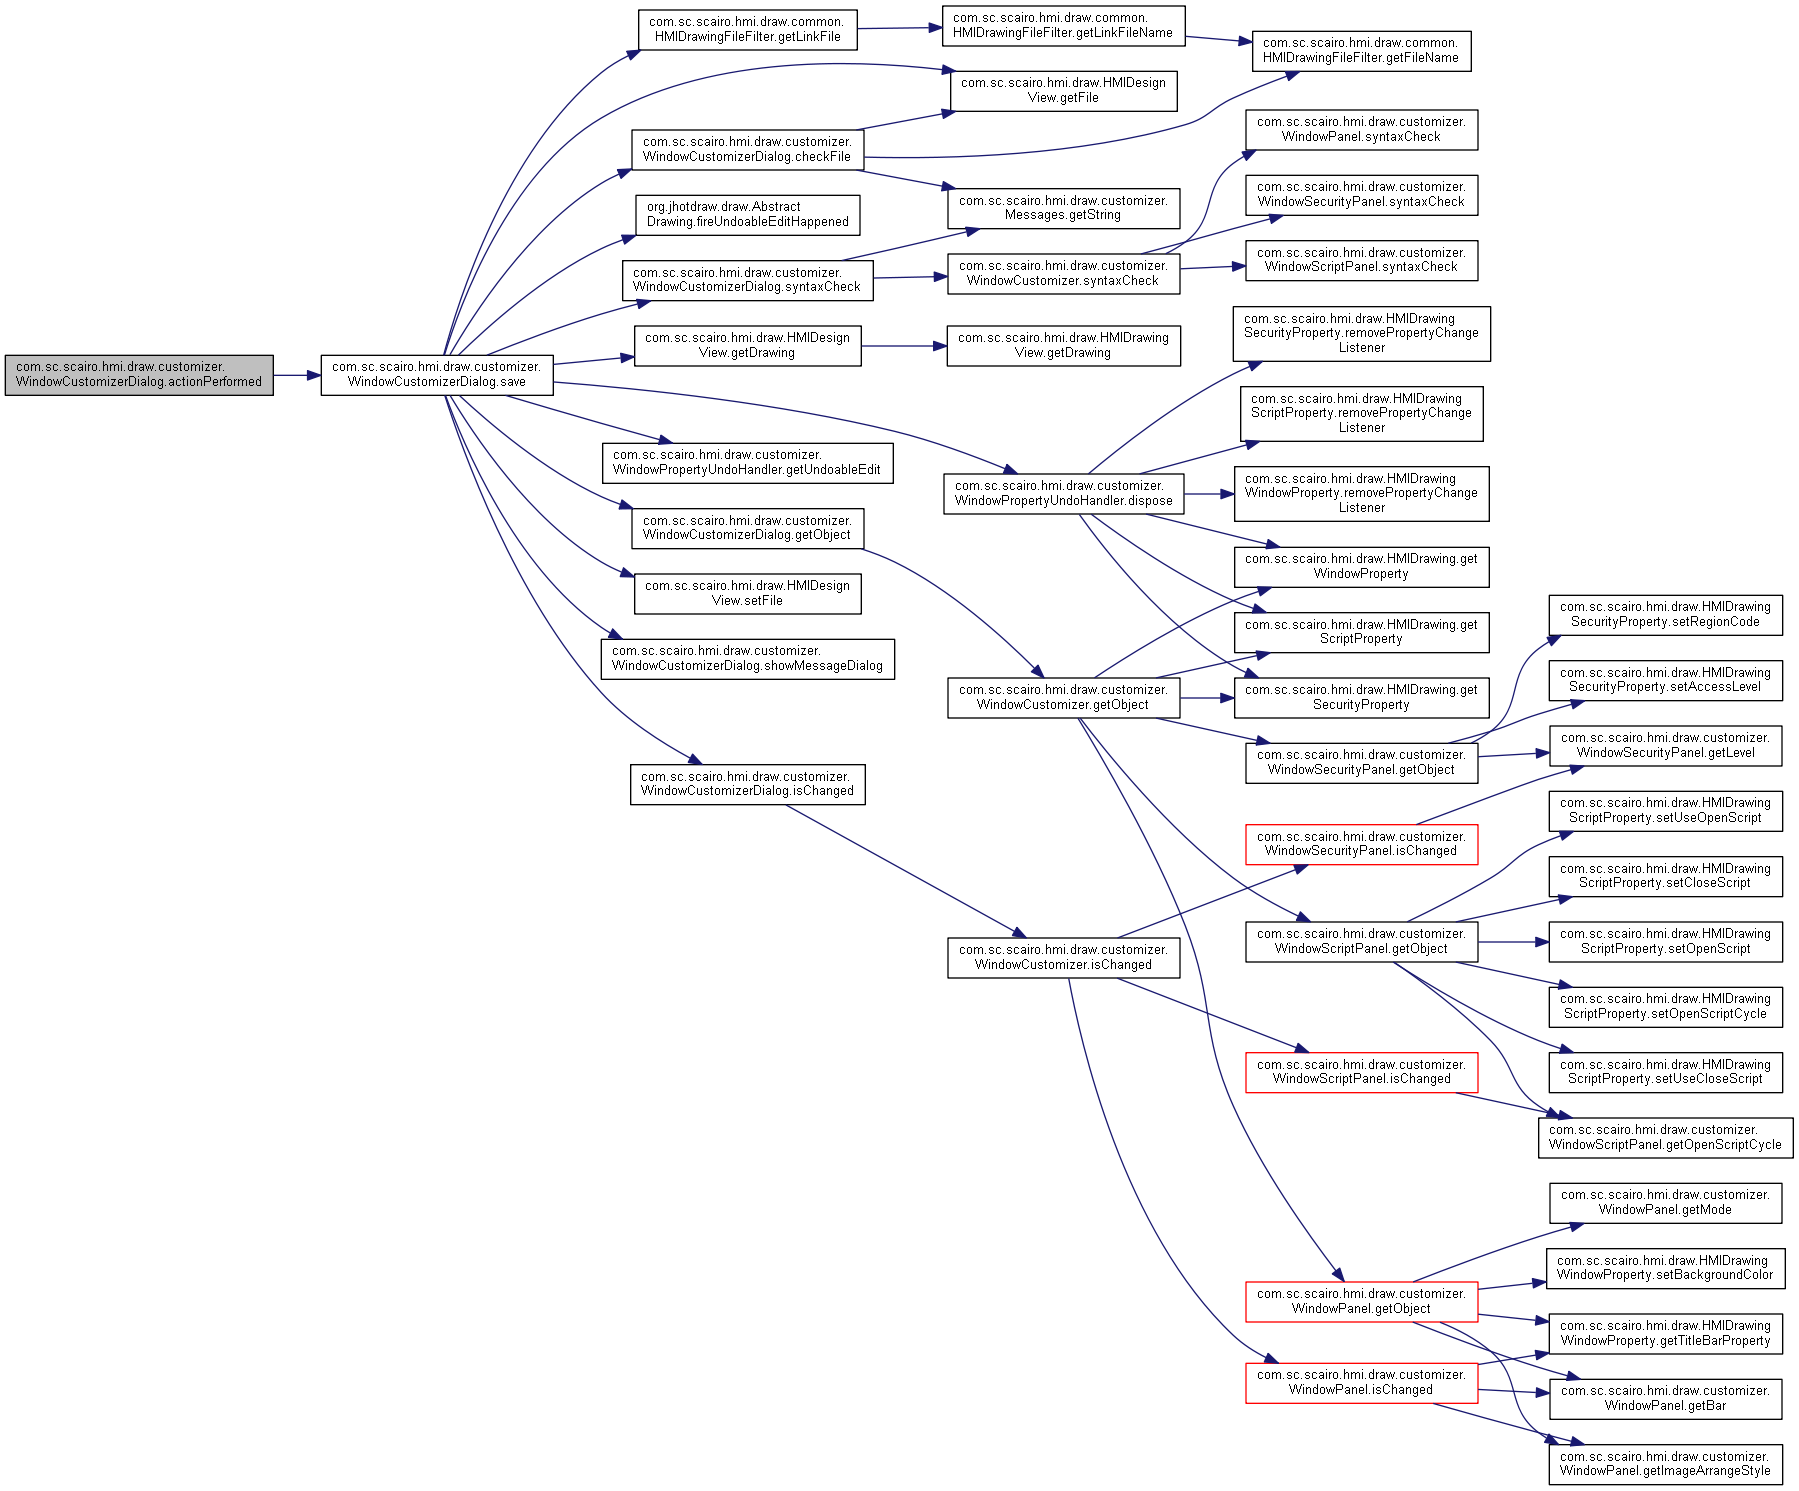 com.sc.scairo.hmi.draw.customizer.
WindowCustomizerDialog.actionPerformed
com.sc.scairo.hmi.draw.customizer.
WindowCustomizerDialog.save
com.sc.scairo.hmi.draw.common.
HMIDrawingFileFilter.getLinkFile
com.sc.scairo.hmi.draw.customizer.
WindowCustomizerDialog.checkFile
org.jhotdraw.draw.Abstract
Drawing.fireUndoableEditHappened
com.sc.scairo.hmi.draw.customizer.
WindowCustomizerDialog.syntaxCheck
com.sc.scairo.hmi.draw.HMIDesign
View.getDrawing
com.sc.scairo.hmi.draw.customizer.
WindowPropertyUndoHandler.getUndoableEdit
com.sc.scairo.hmi.draw.customizer.
WindowCustomizerDialog.getObject
com.sc.scairo.hmi.draw.HMIDesign
View.setFile
com.sc.scairo.hmi.draw.customizer.
WindowCustomizerDialog.showMessageDialog
com.sc.scairo.hmi.draw.customizer.
WindowCustomizerDialog.isChanged
com.sc.scairo.hmi.draw.common.
HMIDrawingFileFilter.getLinkFileName
com.sc.scairo.hmi.draw.HMIDesign
View.getFile
com.sc.scairo.hmi.draw.customizer.
Messages.getString
com.sc.scairo.hmi.draw.customizer.
WindowCustomizer.syntaxCheck
com.sc.scairo.hmi.draw.HMIDrawing
View.getDrawing
com.sc.scairo.hmi.draw.customizer.
WindowPropertyUndoHandler.dispose
com.sc.scairo.hmi.draw.customizer.
WindowCustomizer.getObject
com.sc.scairo.hmi.draw.customizer.
WindowCustomizer.isChanged
com.sc.scairo.hmi.draw.common.
HMIDrawingFileFilter.getFileName
com.sc.scairo.hmi.draw.customizer.
WindowPanel.syntaxCheck
com.sc.scairo.hmi.draw.customizer.
WindowSecurityPanel.syntaxCheck
com.sc.scairo.hmi.draw.customizer.
WindowScriptPanel.syntaxCheck
com.sc.scairo.hmi.draw.HMIDrawing
SecurityProperty.removePropertyChange
Listener
com.sc.scairo.hmi.draw.HMIDrawing
ScriptProperty.removePropertyChange
Listener
com.sc.scairo.hmi.draw.HMIDrawing
WindowProperty.removePropertyChange
Listener
com.sc.scairo.hmi.draw.HMIDrawing.get
WindowProperty
com.sc.scairo.hmi.draw.HMIDrawing.get
ScriptProperty
com.sc.scairo.hmi.draw.HMIDrawing.get
SecurityProperty
com.sc.scairo.hmi.draw.customizer.
WindowSecurityPanel.getObject
com.sc.scairo.hmi.draw.customizer.
WindowSecurityPanel.isChanged
com.sc.scairo.hmi.draw.customizer.
WindowScriptPanel.getObject
com.sc.scairo.hmi.draw.customizer.
WindowScriptPanel.isChanged
com.sc.scairo.hmi.draw.customizer.
WindowPanel.getObject
com.sc.scairo.hmi.draw.customizer.
WindowPanel.isChanged
com.sc.scairo.hmi.draw.HMIDrawing
SecurityProperty.setRegionCode
com.sc.scairo.hmi.draw.HMIDrawing
SecurityProperty.setAccessLevel
com.sc.scairo.hmi.draw.customizer.
WindowSecurityPanel.getLevel
com.sc.scairo.hmi.draw.HMIDrawing
ScriptProperty.setUseOpenScript
com.sc.scairo.hmi.draw.HMIDrawing
ScriptProperty.setCloseScript
com.sc.scairo.hmi.draw.HMIDrawing
ScriptProperty.setOpenScript
com.sc.scairo.hmi.draw.HMIDrawing
ScriptProperty.setOpenScriptCycle
com.sc.scairo.hmi.draw.HMIDrawing
ScriptProperty.setUseCloseScript
com.sc.scairo.hmi.draw.customizer.
WindowScriptPanel.getOpenScriptCycle
com.sc.scairo.hmi.draw.customizer.
WindowPanel.getMode
com.sc.scairo.hmi.draw.HMIDrawing
WindowProperty.setBackgroundColor
com.sc.scairo.hmi.draw.HMIDrawing
WindowProperty.getTitleBarProperty
com.sc.scairo.hmi.draw.customizer.
WindowPanel.getBar
com.sc.scairo.hmi.draw.customizer.
WindowPanel.getImageArrangeStyle